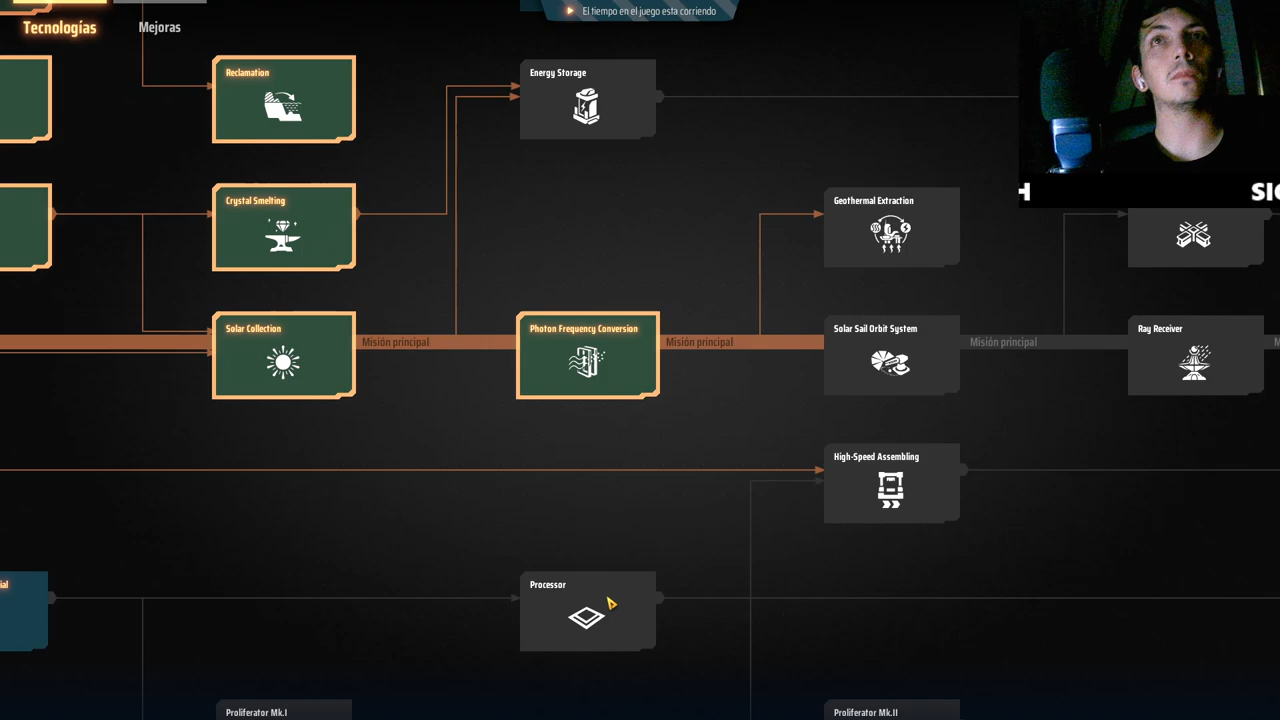 El tiempo en el juego esta corriendo
Tecnologías
Mejoras
Reclamation
Energy Storage
Crystal Smelting
Geothermal Extraction
H
SIG
Solar Collection
Misión principal
Photon Frequency Conversion
Misión principal
Solar Sail Orbit System
Misión principal
Ray Receiver
M
High-Speed Assembling
ial
Processor
Proliferator Mk.I
Proliferator Mk.II